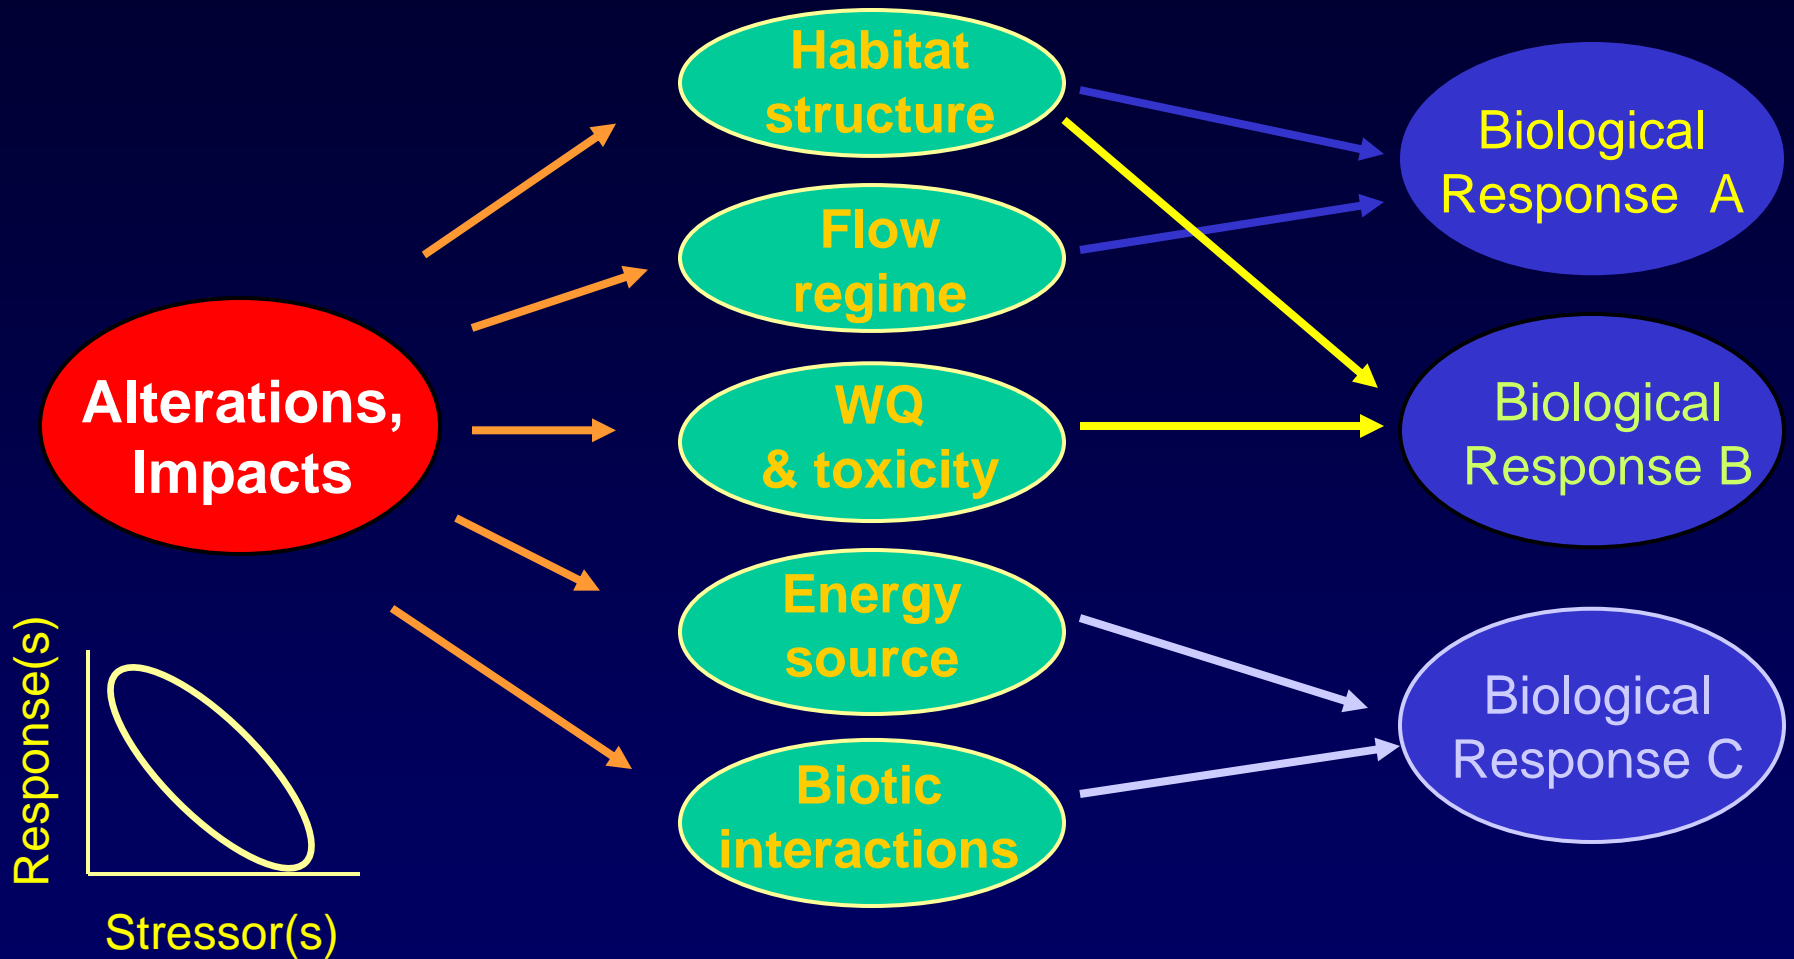 Habitat
structure
Flow
regime
WQ
& toxicity
Energy
source
Biotic
interactions
Alterations,
Impacts
Biological
Response A
Biological
Response B
Biological
Response C
Response(s)
Stressor(s)